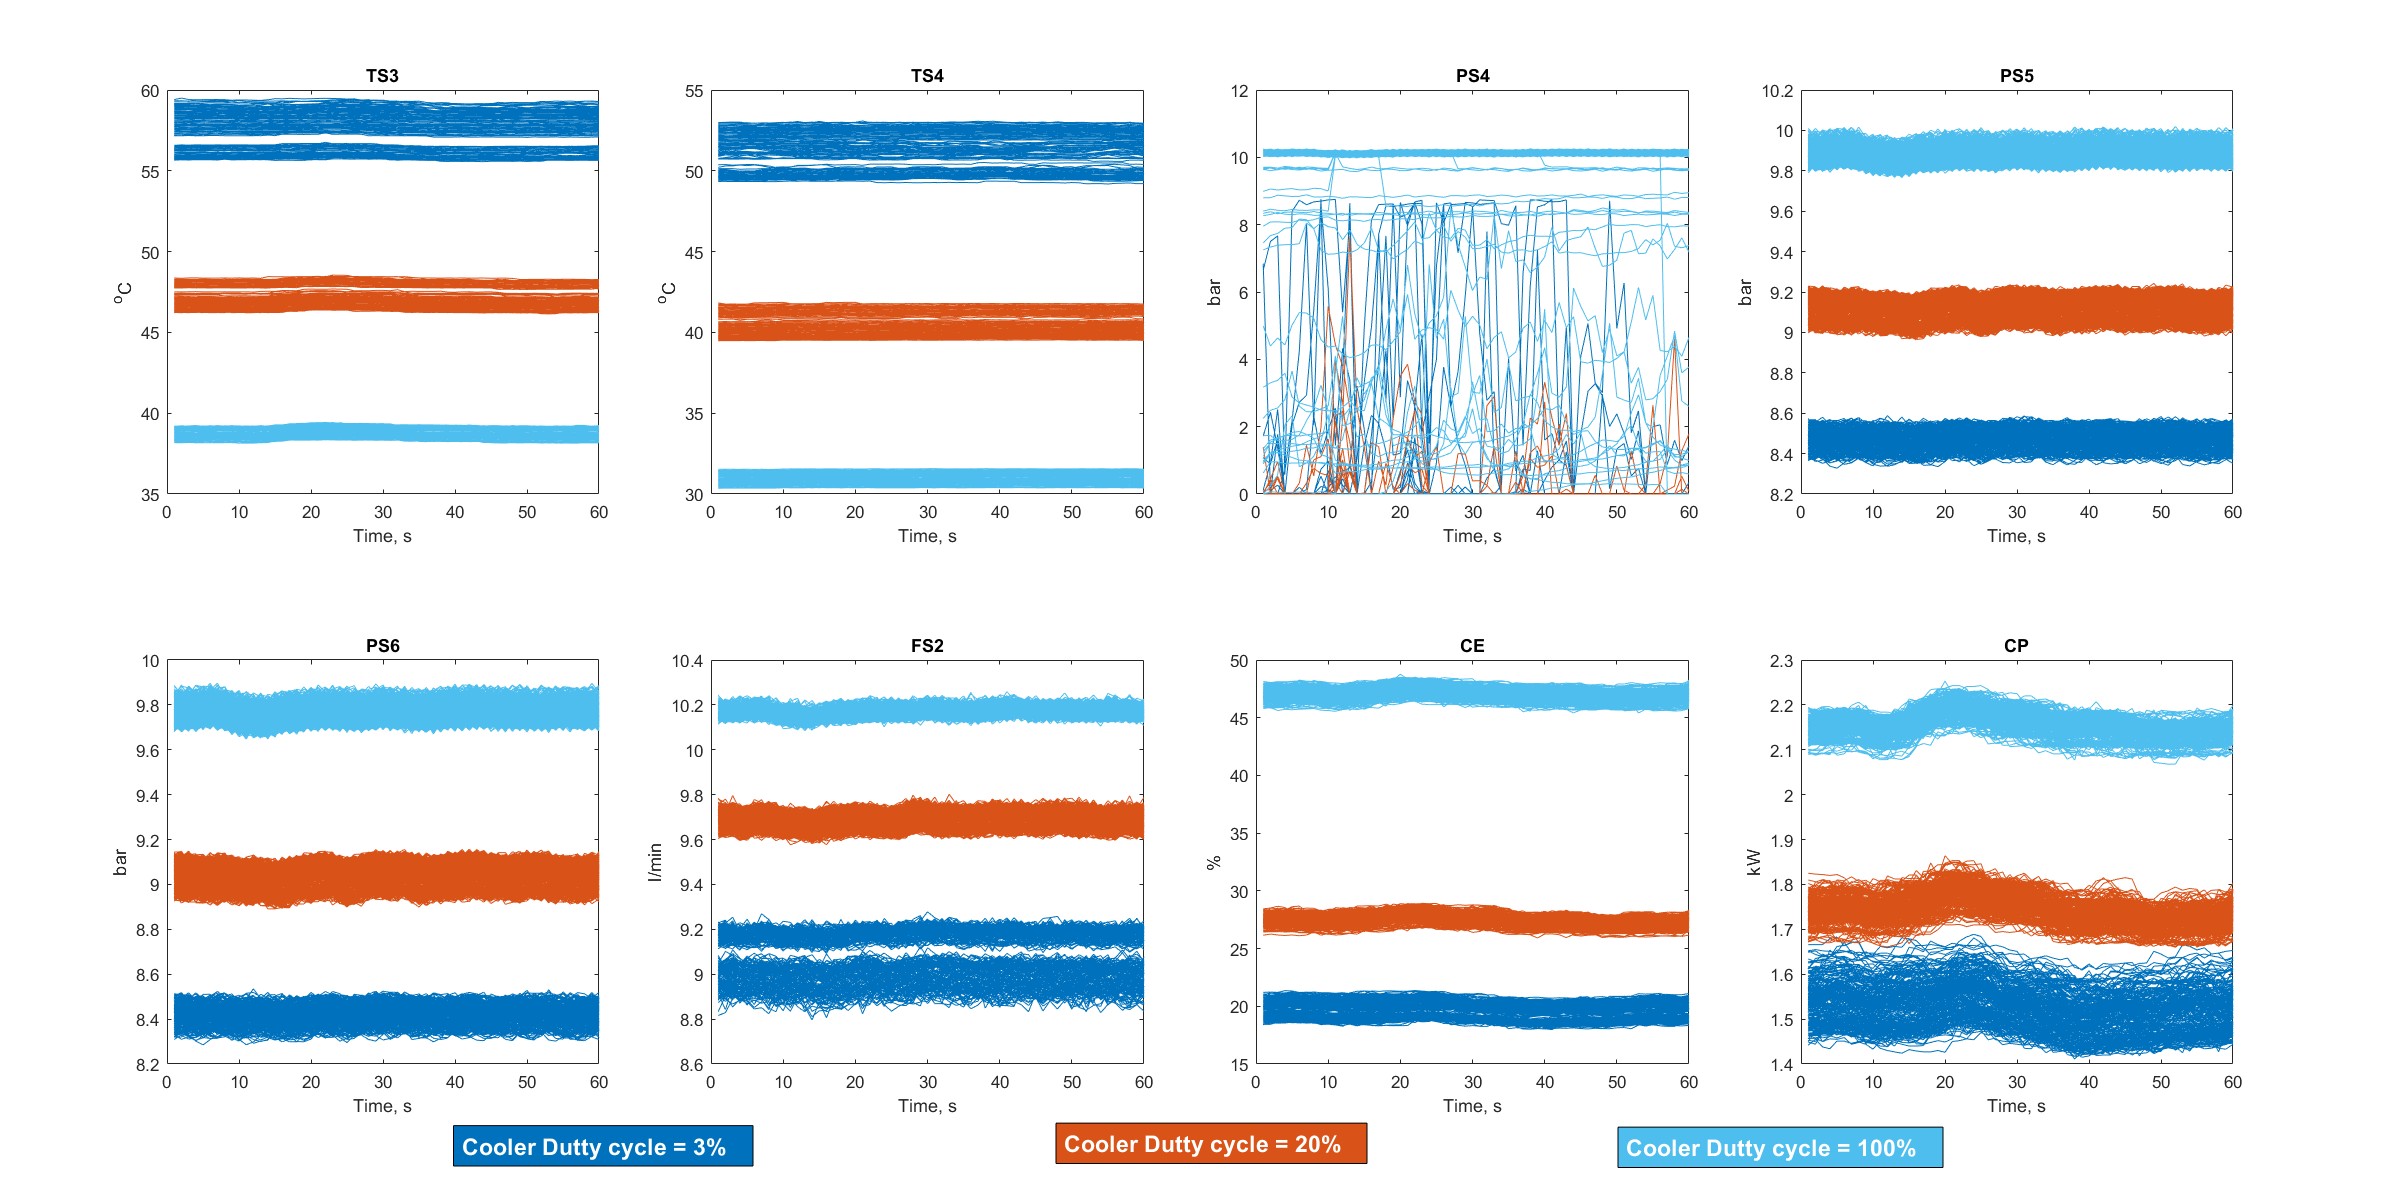 TS3
60
55
50
45
40
35
ºC
0 10 20 30 40 50 60
Time, s
TS4
55
50
45
40
35
30
ºC
0 10 20 30 40 50 60
Time, s
PS4
12
10
8
6
4
2
0
bar
0 10 20 30 40 50 60
Time, s
PS5
10.2
10
9.8
9.6
9.4
9.2
9
8.8
8.6
8.4
8.2
bar
0 10 20 30 40 50 60
Time, s
PS6
10
9.8
9.6
9.4
9.2
9
8.8
8.6
8.4
8.2
bar
0 10 20 30 40 50 60
Time, s
FS2
10.4
10.2
10
9.8
9.6
9.4
9.2
9
8.8
8.6
l/min
0 10 20 30 40 50 60
Time, s
CE
50
45
40
35
30
25
20
15
%
0 10 20 30 40 50 60
Time, s
CP
2.3
2.2
2.1
2
1.9
1.8
1.7
1.6
1.5
1.4
kW
0 10 20 30 40 50 60
Time, s
Cooler Dutty cycle = 3%
Cooler Dutty cycle = 20%
Cooler Dutty cycle = 100%